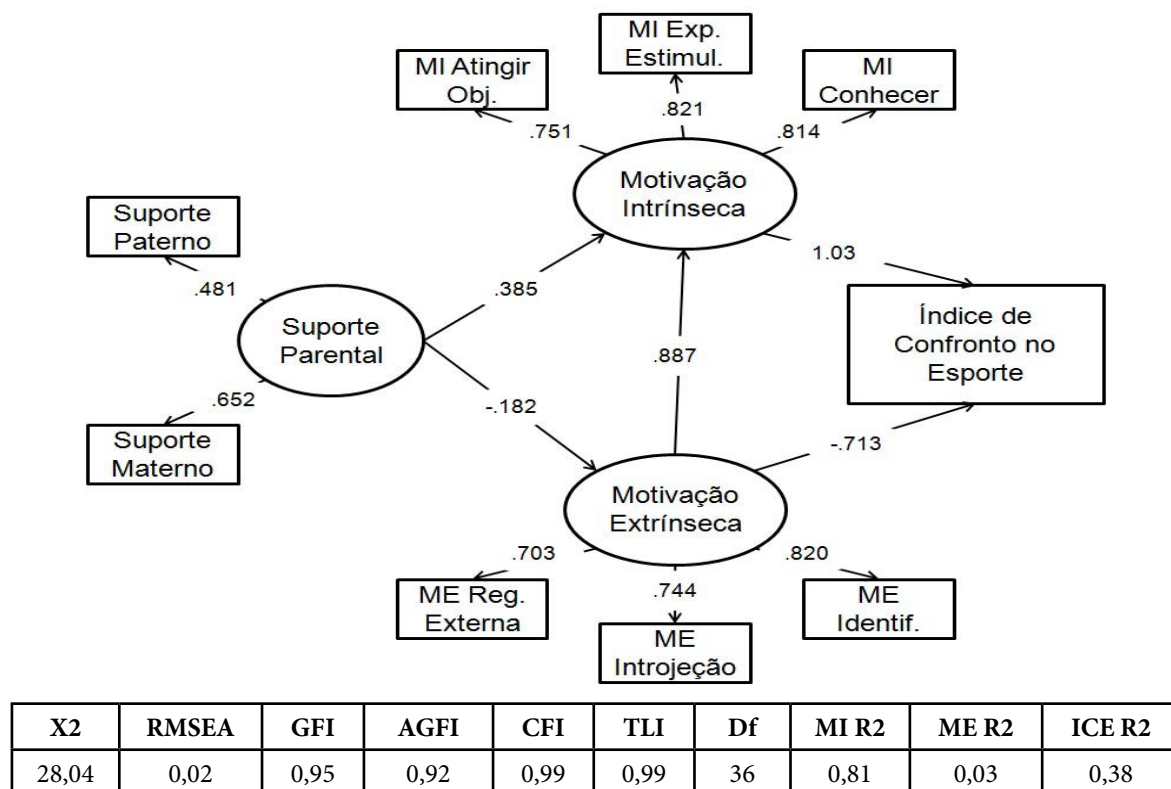 MI Exp.
Estimul.
MI Atingir
Obj.
MI
Conhecer
.751
.821
.814
Motivação
Intrínseca
Suporte
Paterno
.481
.385
1.03
Suporte
Parental
.887
Índice de
Confronto no
Esporte
.652
-.182
-.713
Suporte
Materno
Motivação
Extrínseca
.703
.744
.820
ME Reg.
Externa
ME
Introjeção
ME
Identif.
X2 RMSEA GFI AGFI CFI TLI Df MI R2 ME R2 ICE R2
28,04 0,02 0,95 0,92 0,99 0,99 36 0,81 0,03 0,38